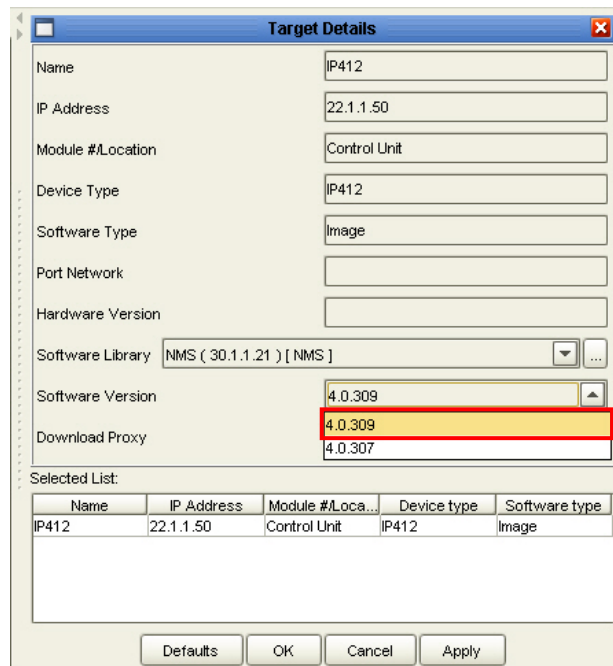 Target Details
Name IP412
IP Address 22.1.1.50
Module #/Location Control Unit
Device Type IP412
Software Type Image
Port Network
Hardware Version
Software Library NMS ( 30.1.1.21 ) [ NMS ] ...
Software Version 4.0.309
4.0.309
Download Proxy
4.0.307
Selected List:
Name IP Address Module #/Loca... Device type Software type
IP412 22.1.1.50 Control Unit IP412 Image
Defaults OK Cancel Apply